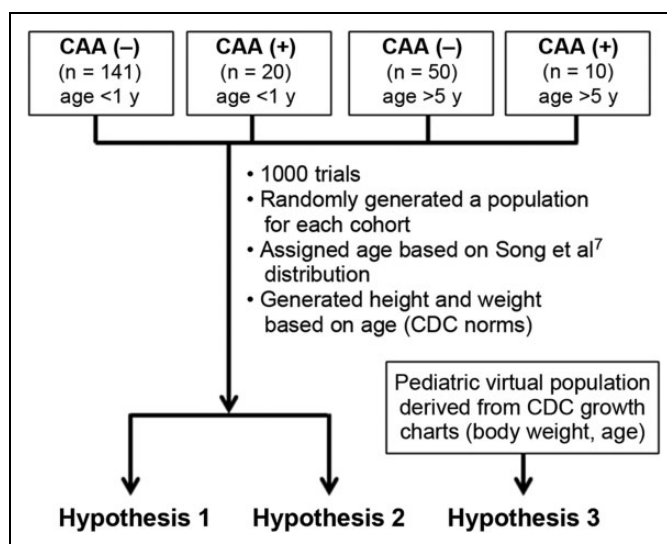 CAA (–)
(n = 141)
age <1 y
CAA (+)
(n = 20)
age <1 y
CAA (–)
(n = 50)
age >5 y
CAA (+)
(n = 10)
age >5 y
• 1000 trials
• Randomly generated a population
for each cohort
• Assigned age based on Song et al⁷
distribution
• Generated height and weight
based on age (CDC norms)
Pediatric virtual population
derived from CDC growth
charts (body weight, age)
Hypothesis 1
Hypothesis 2
Hypothesis 3